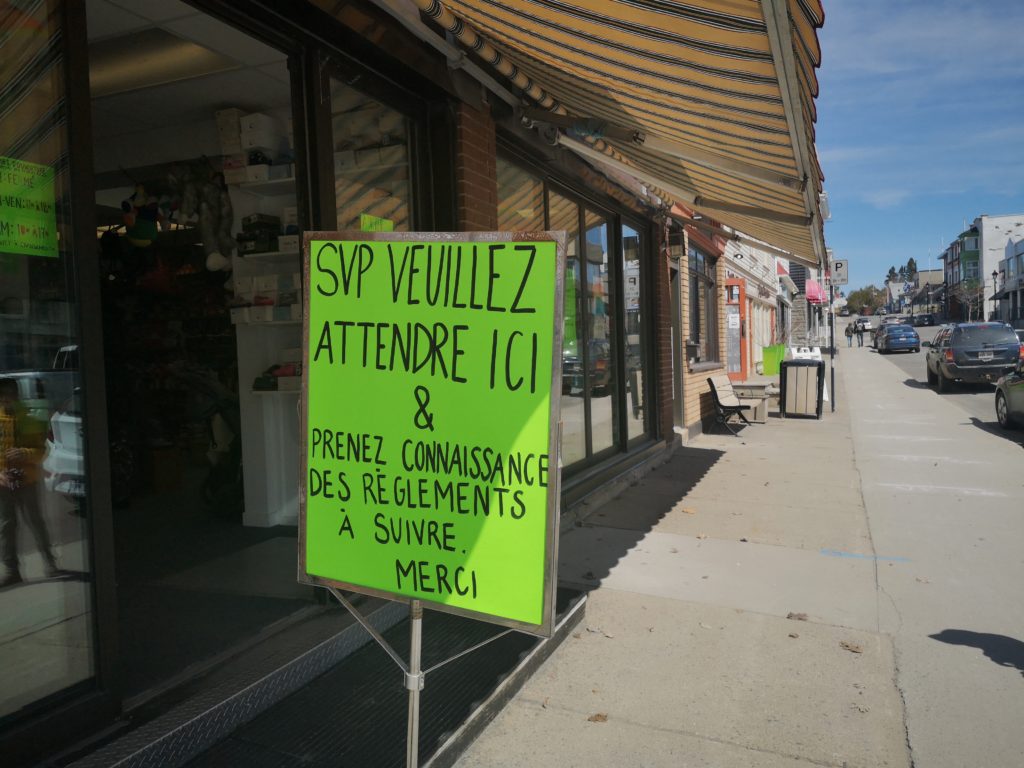 SVP VEUILLEZ
ATTENDRE ICI
&
PRENEZ CONNAISSANCE
DES RÈGLEMENTS
À SUIVRE.
MERCI
P